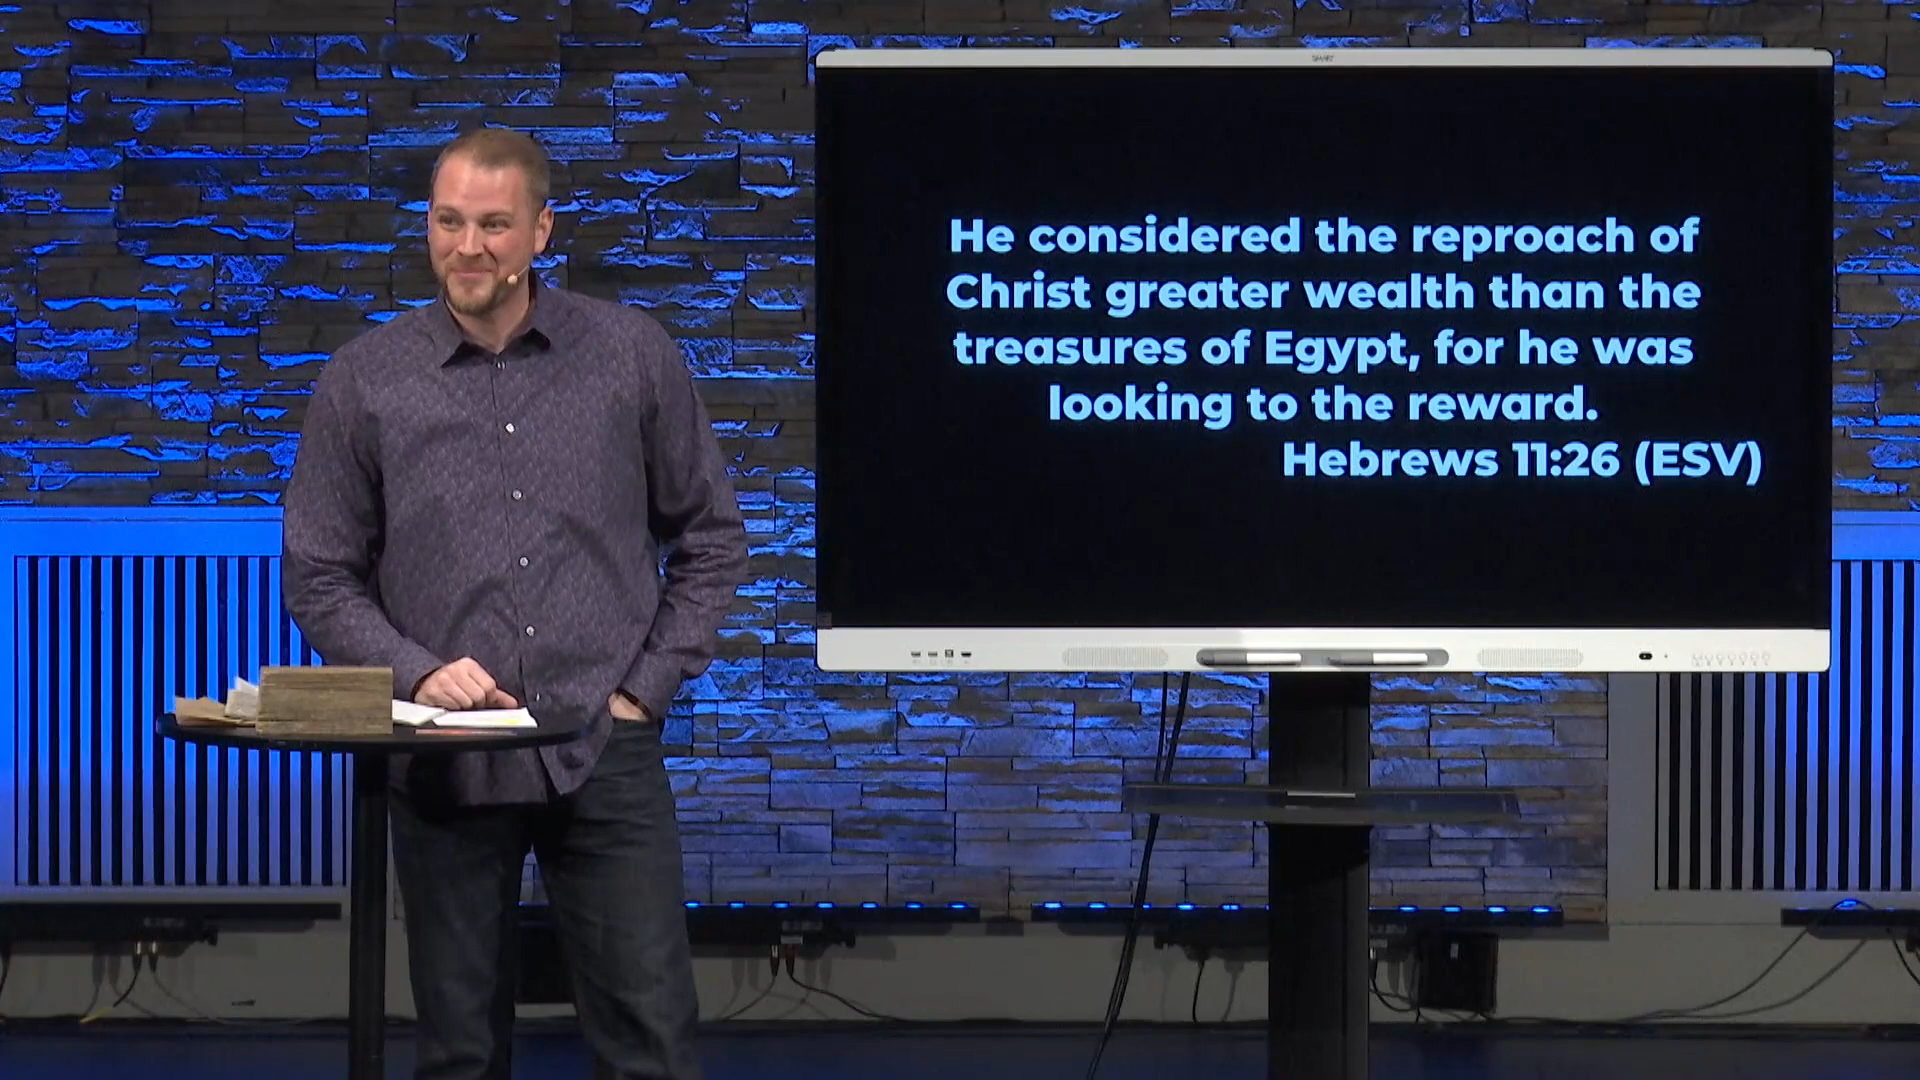 SMART
He considered the reproach of
Christ greater wealth than the
treasures of Egypt, for he was
looking to the reward.
Hebrews 11:26 (ESV)